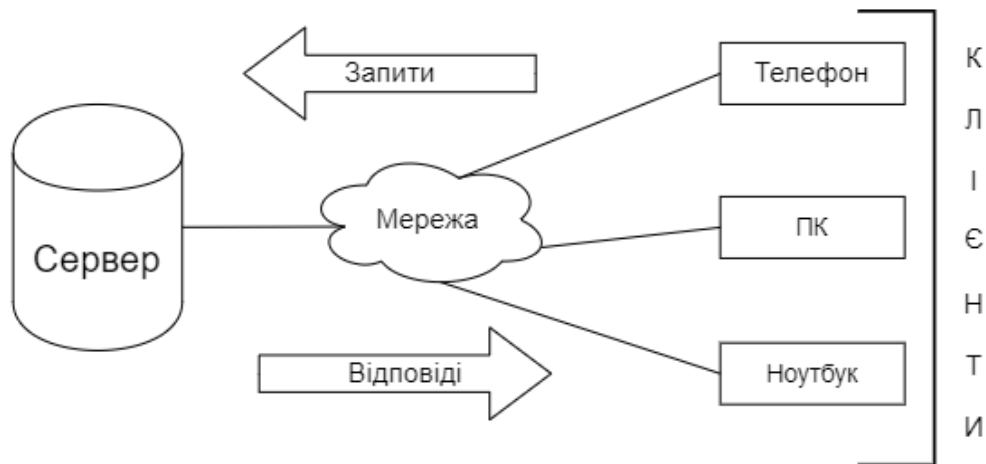 Запити
Телефон
Мережа
ПК
Сервер
Відповіді
Ноутбук
К
Л
І
Є
Н
Т
И